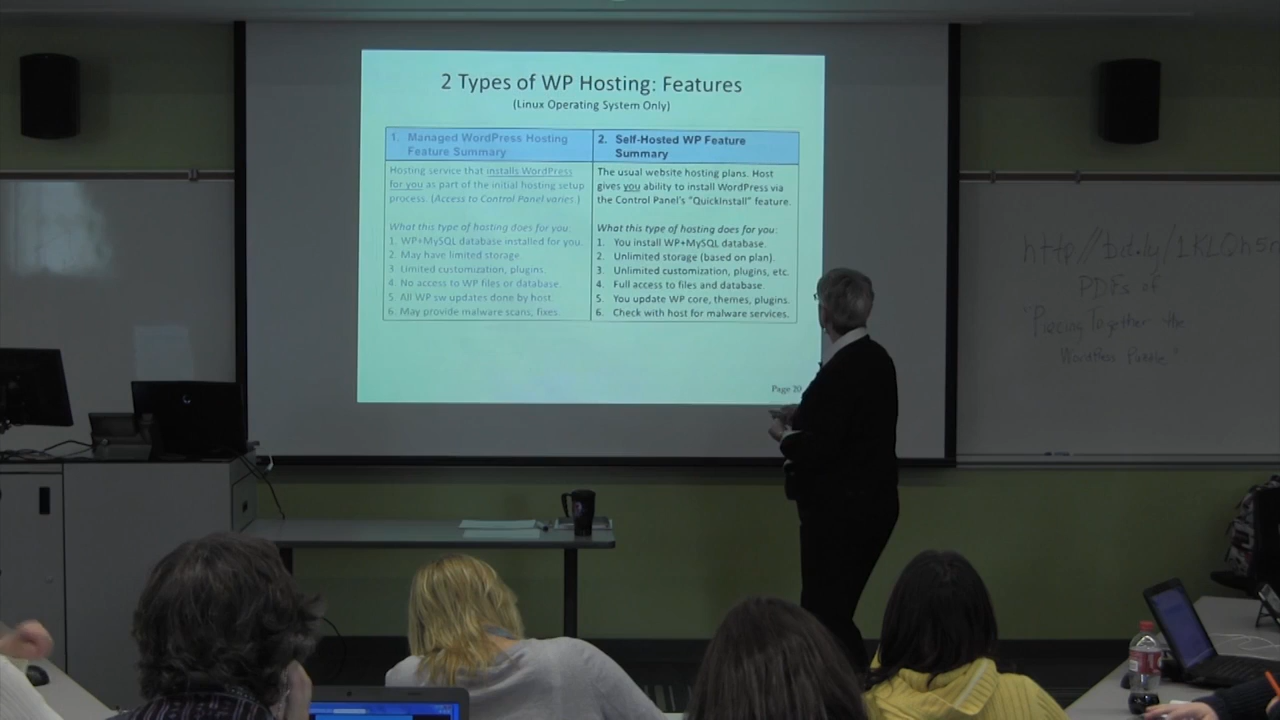 2 Types of WP Hosting: Features
(Linux Operating System Only)
1. Managed WordPress Hosting
Feature Summary
Hosting service that installs WordPress
for you as part of the initial hosting setup
process. (Access to Control Panel varies.)
What this type of hosting does for you:
1. WP+MySQL database installed for you.
2. May have limited storage.
3. Limited customization, plugins.
4. No access to WP files or database.
5. All WP sw updates done by host.
6. May provide malware scans, fixes.
2. Self-Hosted WP Feature
Summary
The usual website hosting plans. Host
gives you ability to install WordPress via
the Control Panel's "QuickInstall" feature.
What this type of hosting does for you:
1. You install WP+MySQL database.
2. Unlimited storage (based on plan).
3. Unlimited customization, plugins, etc.
4. Full access to files and database.
5. You update WP core, themes, plugins.
6. Check with host for malware services.
Page 20
PDFs of
"Piecing Together the
WordPress Puzzle"